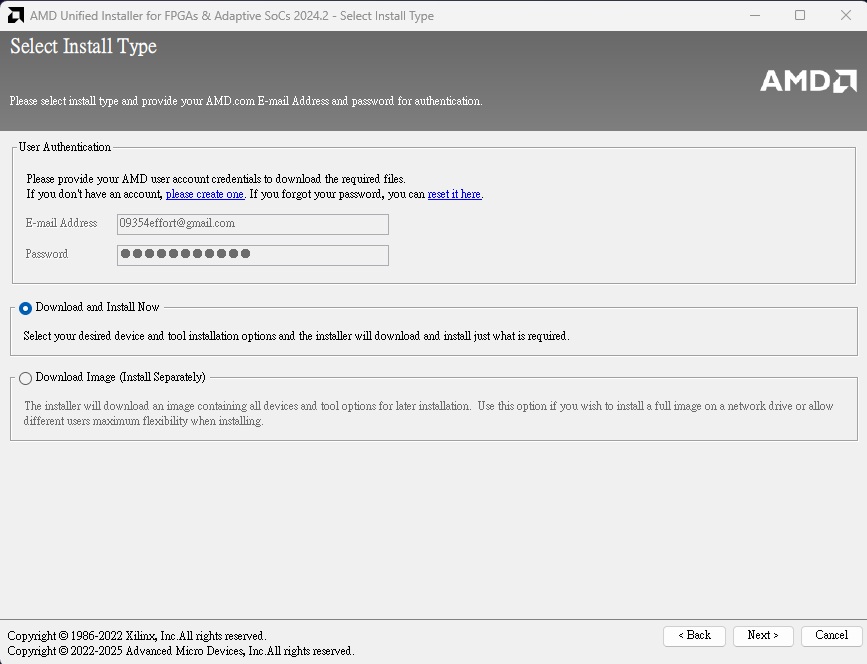 AMD Unified Installer for FPGAs & Adaptive SoCs 2024.2 - Select Install Type
Select Install Type
AMD
Please select install type and provide your AMD.com E-mail Address and password for authentication.
User Authentication
Please provide your AMD user account credentials to download the required files.
If you don't have an account, please create one. If you forgot your password, you can reset it here.
E-mail Address 09354effort@gmail.com
Password
Download and Install Now
Select your desired device and tool installation options and the installer will download and install just what is required.
Download Image (Install Separately)
The installer will download an image containing all devices and tool options for later installation.  Use this option if you wish to install a full image on a network drive or allow
different users maximum flexibility when installing.
Copyright © 1986-2022 Xilinx, Inc.All rights reserved.
Copyright © 2022-2025 Advanced Micro Devices, Inc.All rights reserved.
< Back Next > Cancel